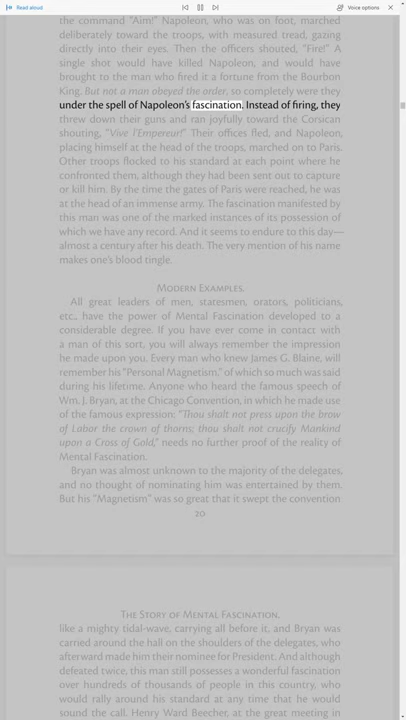 Read aloud
Voice options
the command "Aim!" Napoleon, who was on foot, marched
deliberately toward the troops, with measured tread, gazing
directly into their eyes. Then the officers shouted, "Fire!" A
single shot would have killed Napoleon, and would have
brought to the man who fired it a fortune from the Bourbon
King. But not a man obeyed the order, so completely were they
under the spell of Napoleon's fascination. Instead of firing, they
threw down their guns and ran joyfully toward the Corsican
shouting, "Vive l'Empereur!" Their offices fled, and Napoleon,
placing himself at the head of the troops, marched on to Paris.
Other troops flocked to his standard at each point where he
confronted them, although they had been sent out to capture
or kill him. By the time the gates of Paris were reached, he was
at the head of an immense army. The fascination manifested by
this man was one of the marked instances of its possession of
which we have any record. And it seems to endure to this day—
almost a century after his death. The very mention of his name
makes one's blood tingle.
MODERN EXAMPLES.
All great leaders of men, statesmen, orators, politicians,
etc., have the power of Mental Fascination developed to a
considerable degree. If you have ever come in contact with
a man of this sort, you will always remember the impression
he made upon you. Every man who knew James G. Blaine, will
remember his "Personal Magnetism," of which so much was said
during his lifetime. Anyone who heard the famous speech of
Wm. J. Bryan, at the Chicago Convention, in which he made use
of the famous expression: "Thou shalt not press upon the brow
of Labor the crown of thorns; thou shalt not crucify Mankind
upon a Cross of Gold," needs no further proof of the reality of
Mental Fascination.
Bryan was almost unknown to the majority of the delegates,
and no thought of nominating him was entertained by them.
But his "Magnetism" was so great that it swept the convention
20
THE STORY OF MENTAL FASCINATION.
like a mighty tidal-wave, carrying all before it, and Bryan was
carried around the hall on the shoulders of the delegates, who
afterward made him their nominee for President. And although
defeated twice, this man still possesses a wonderful fascination
over hundreds of thousands of people in this country, who
would rally around his standard at any time that he would
sound the call. Henry Ward Beecher, at the great meeting in